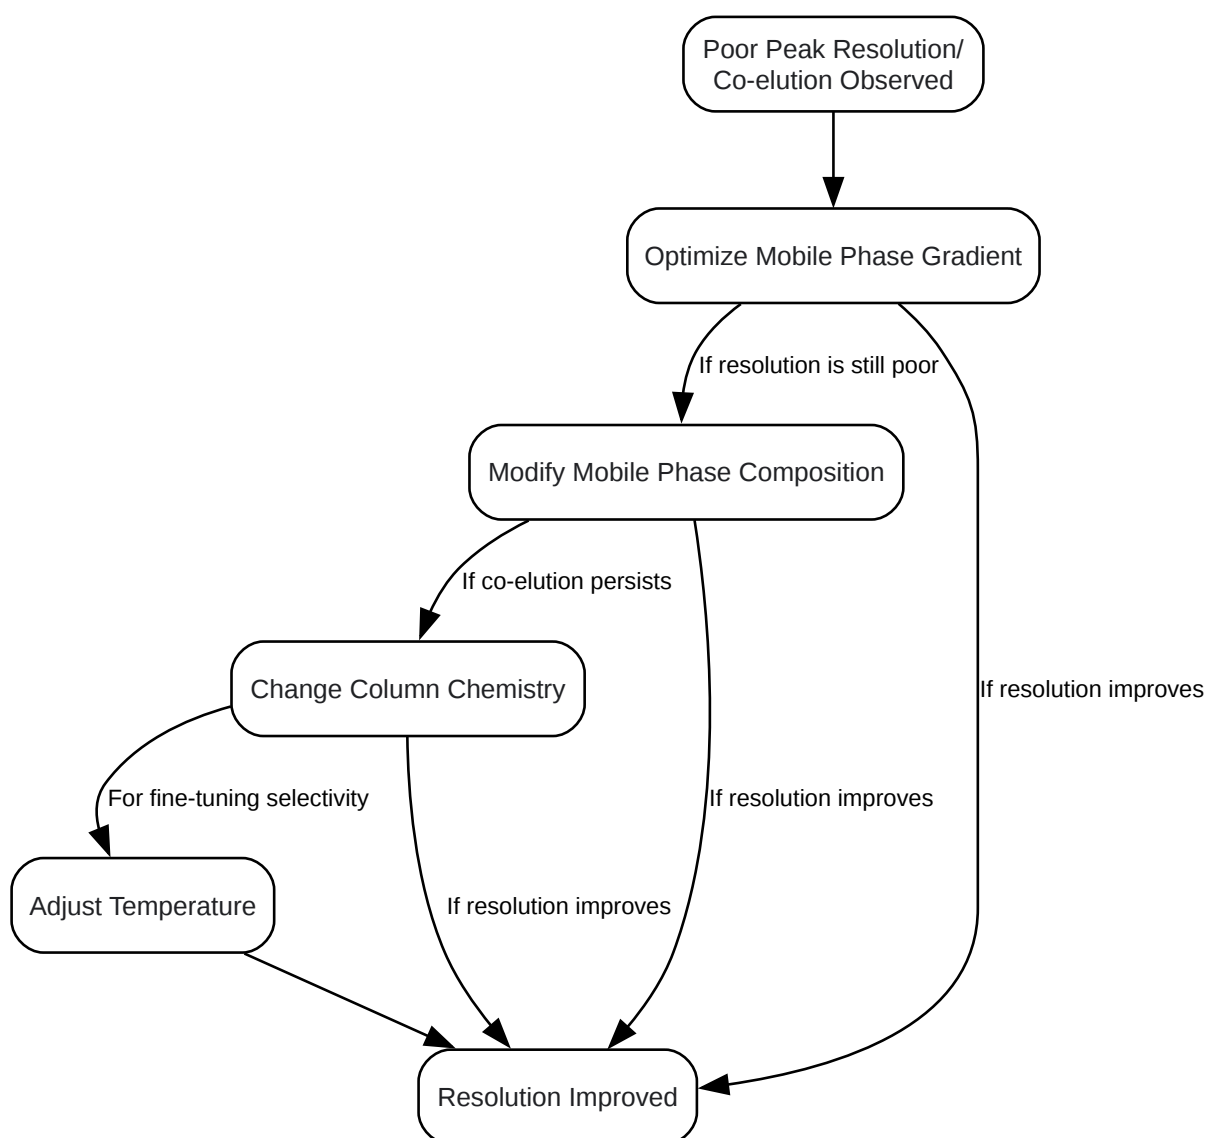 Poor Peak Resolution/
Co-elution Observed
Optimize Mobile Phase Gradient
If resolution is still poor
Modify Mobile Phase Composition
If co-elution persists
Change Column Chemistry
If resolution improves
For fine-tuning selectivity
If resolution improves
Adjust Temperature
If resolution improves
Resolution Improved